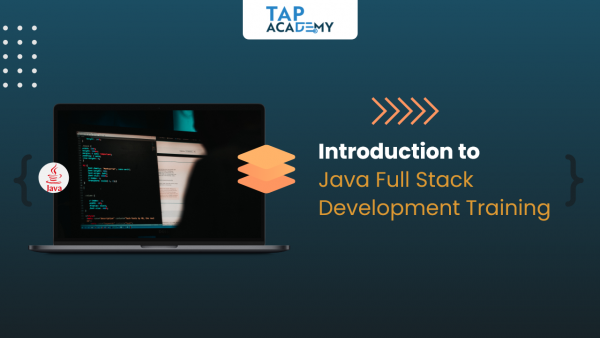 TAP
ACADEMY
Introduction to
Java Full Stack
Development Training
Java